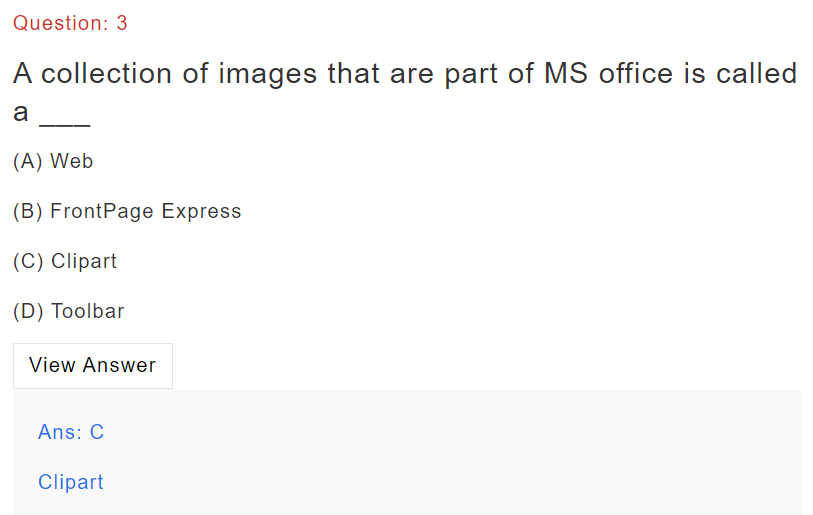 Question: 3
A collection of images that are part of MS office is called
a ___
(A) Web
(B) FrontPage Express
(C) Clipart
(D) Toolbar
View Answer
Ans: C
Clipart